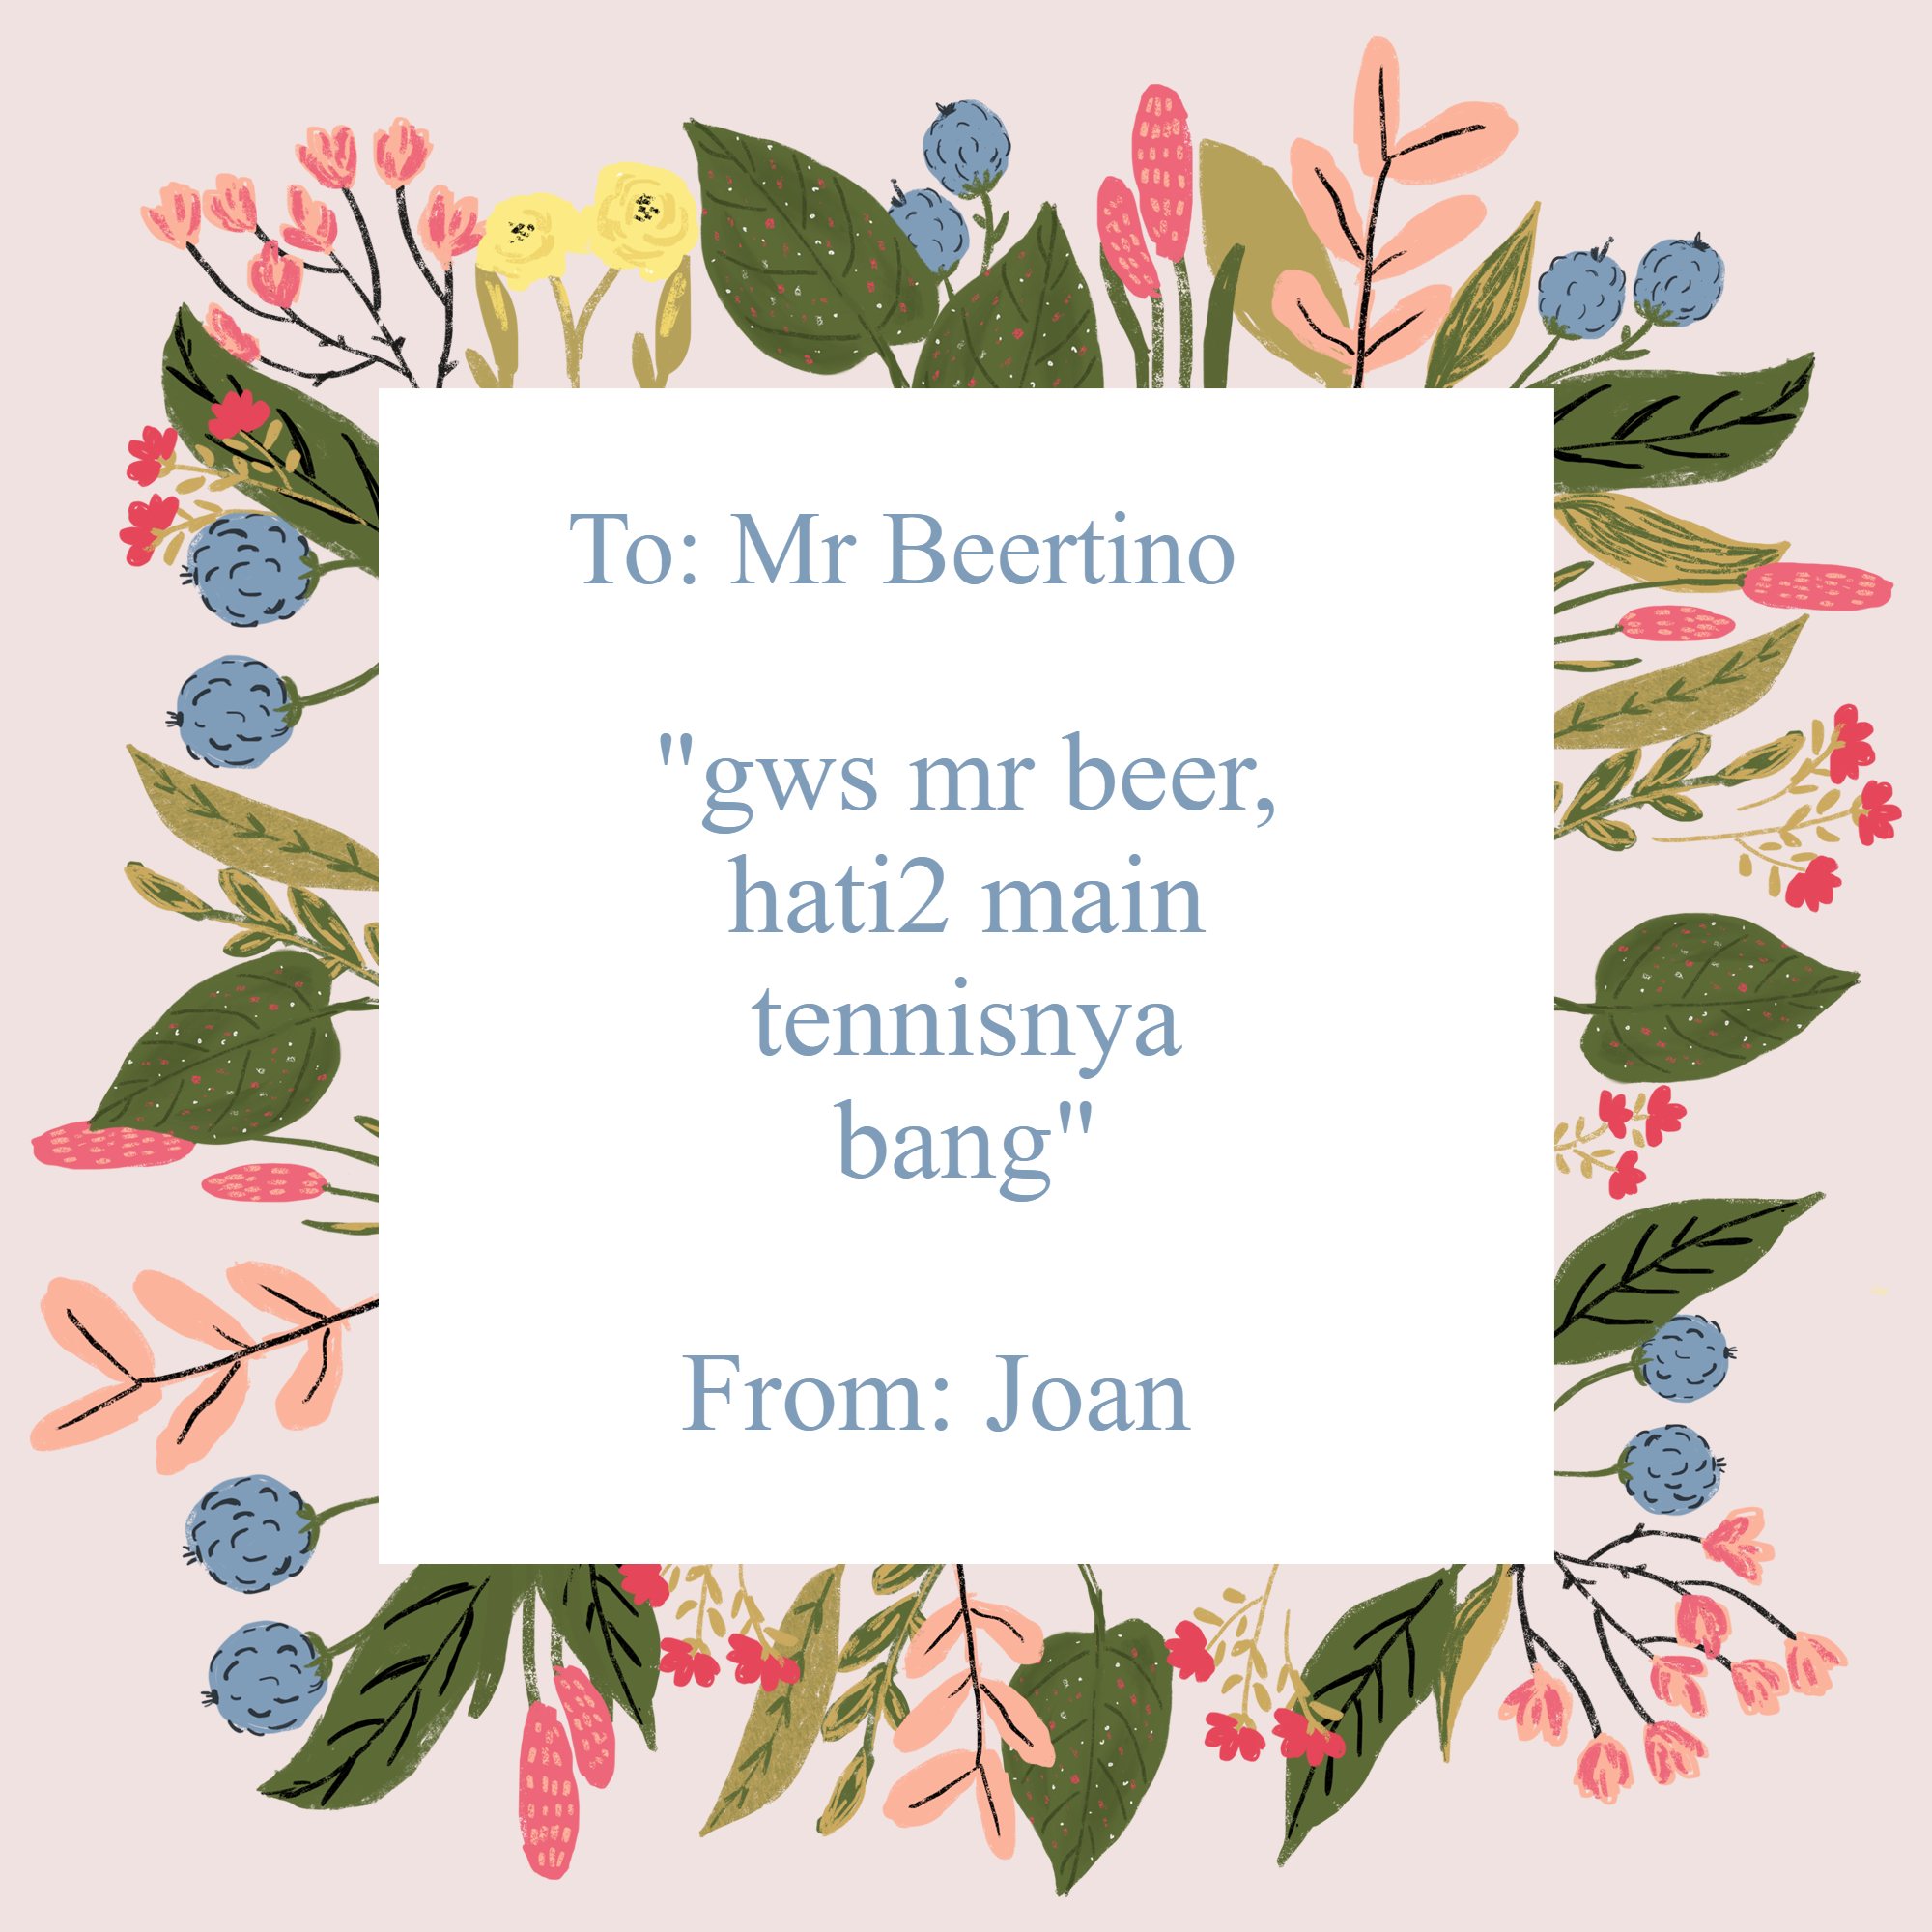 To: Mr Beertino
"gws mr beer,
hati2 main
tennisnya
bang"
From: Joan